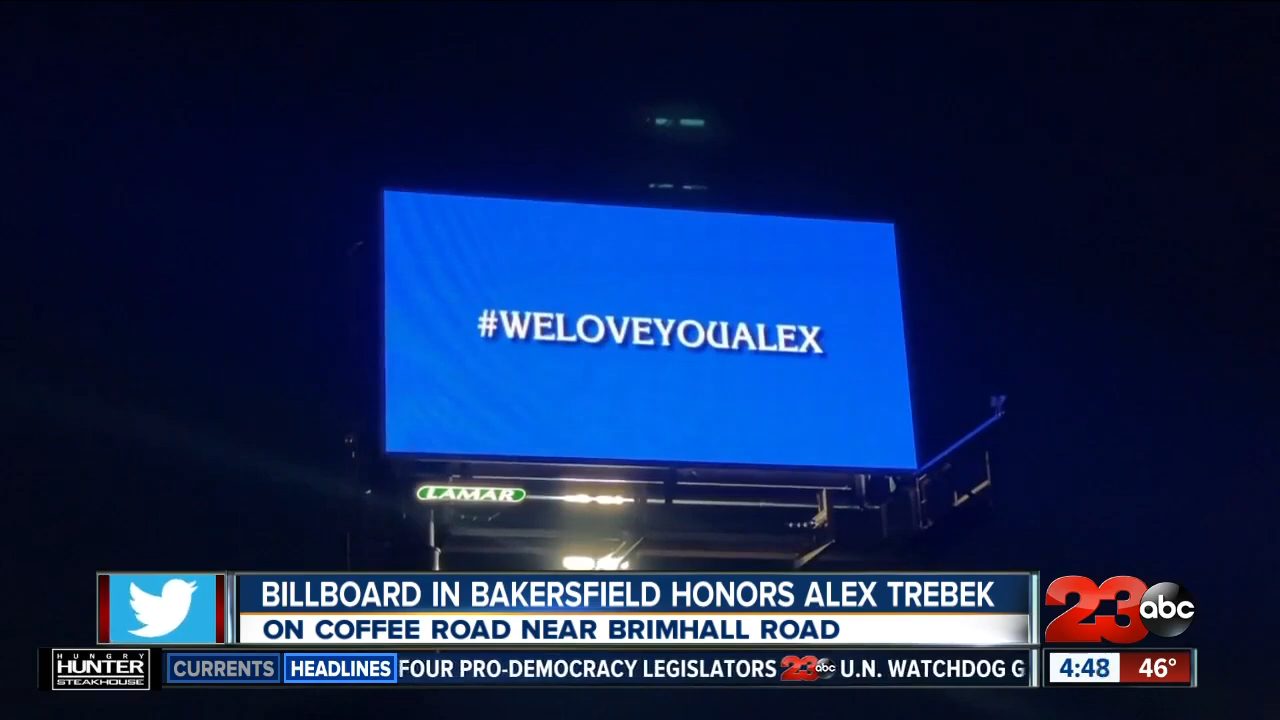 #WELOVEYOUALEX
LAMAR
BILLBOARD IN BAKERSFIELD HONORS ALEX TREBEK
ON COFFEE ROAD NEAR BRIMHALL ROAD
23 abc
HUNGRY
HUNTER
STEAKHOUSE
CURRENTS HEADLINES FOUR PRO-DEMOCRACY LEGISLATORS 23 abc U.N. WATCHDOG G
4:48 46°